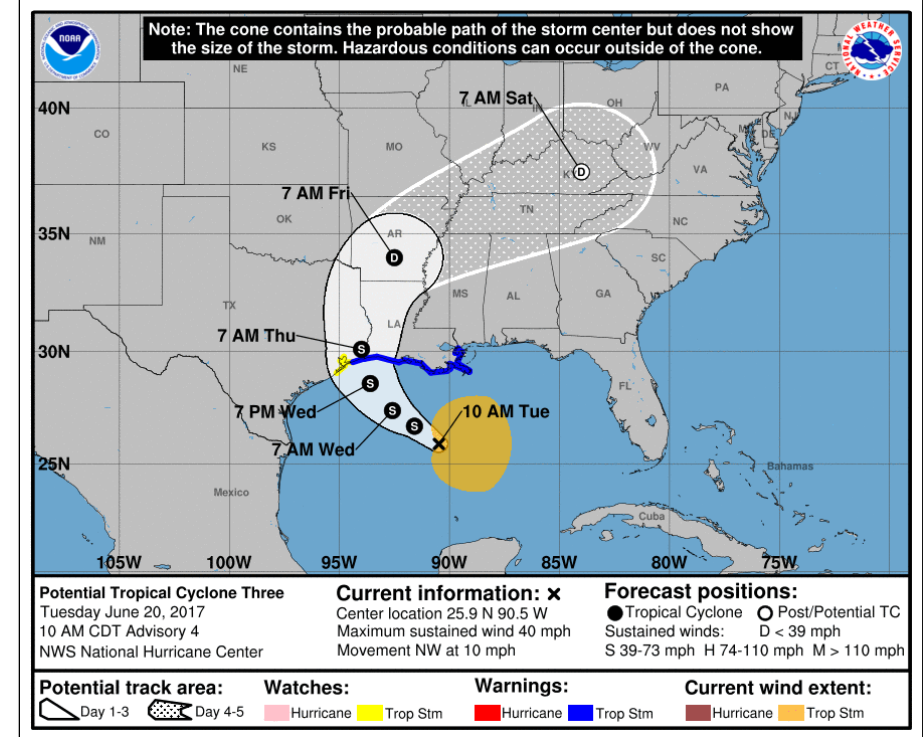 Note: The cone contains the probable path of the storm center but does not show
the size of the storm. Hazardous conditions can occur outside of the cone.
NOAA
NATIONAL WEATHER SERVICE
NE
IL
IN
OH
PA
CT
NJ
DE
7 AM Sat
40N
CO
KS
MO
WV
VA
KY
D
7 AM Fri
OK
AR
TN
NC
35N
NM
D
SC
TX
MS
AL
GA
LA
7 AM Thu
S
30N
FL
S
7 PM Wed
S
10 AM Tue
S
7 AM Wed
25N
Bahamas
Mexico
Cuba
105W
100W
95W
90W
85W
80W
75W
Potential Tropical Cyclone Three
Tuesday June 20, 2017
10 AM CDT Advisory 4
NWS National Hurricane Center
Current information: x
Center location 25.9 N 90.5 W
Maximum sustained wind 40 mph
Movement NW at 10 mph
Forecast positions:
Tropical Cyclone Post/Potential TC
Sustained winds: D < 39 mph
S 39-73 mph H 74-110 mph M > 110 mph
Potential track area:
Day 1-3 Day 4-5
Watches:
Hurricane Trop Stm
Warnings:
Hurricane Trop Stm
Current wind extent:
Hurricane Trop Stm